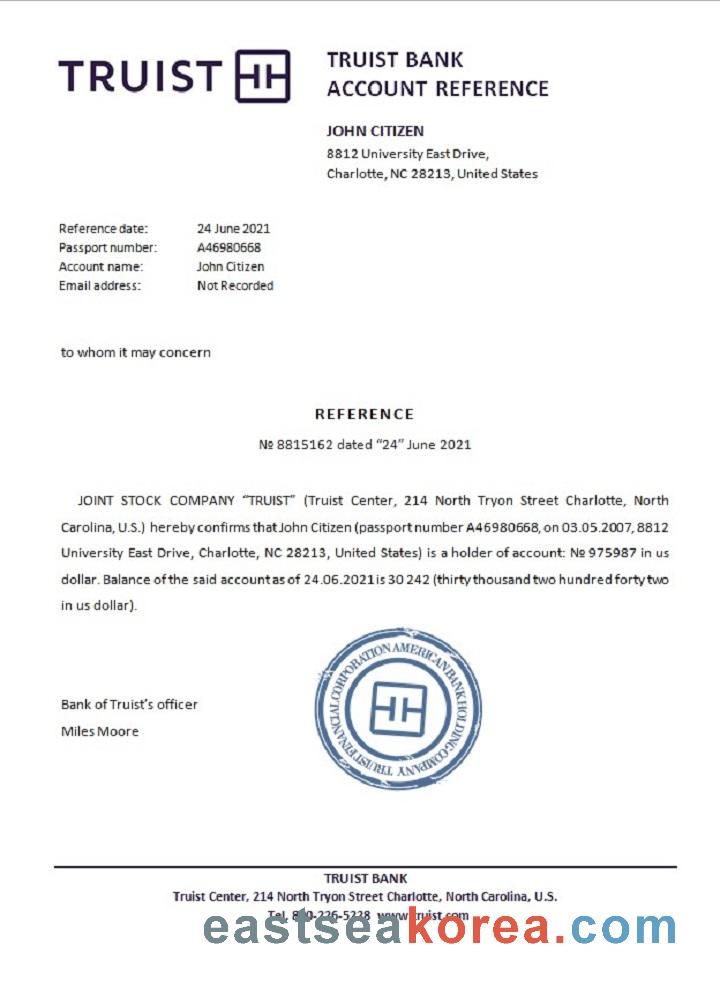 TRUIST
TRUIST BANK
ACCOUNT REFERENCE
JOHN CITIZEN
8812 University East Drive,
Charlotte, NC 28213, United States
Reference date: 24 June 2021
Passport number: A46980668
Account name: John Citizen
Email address: Not Recorded
to whom it may concern
REFERENCE
№ 8815162 dated “24” June 2021
JOINT STOCK COMPANY “TRUIST” (Truist Center, 214 North Tryon Street Charlotte, North
Carolina, U.S.) hereby confirms that John Citizen (passport number A46980668, on 03.05.2007, 8812
University East Drive, Charlotte, NC 28213, United States) is a holder of account: № 975987 in us
dollar. Balance of the said account as of 24.06.2021 is 30 242 (thirty thousand two hundred forty two
in us dollar).
TRUIST FINANCIAL CORPORATION AMERICAN BANK HOLDING COMPANY
Bank of Truist’s officer
Miles Moore
TRUIST BANK
Truist Center, 214 North Tryon Street Charlotte, North Carolina, U.S.
Tel. www.truist.com
eastseakorea.com